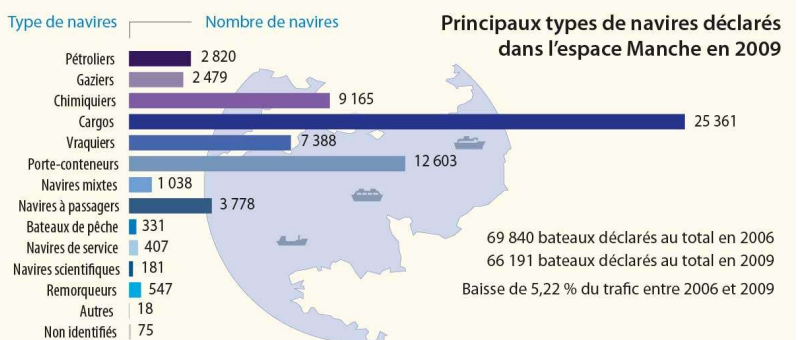 Type de navires
Nombre de navires
Principaux types de navires déclarés
dans l'espace Manche en 2009
Pétroliers 2 820
Gaziers 2 479
Chimiquiers 9 165
Cargos 25 361
Vraquiers 7 388
Porte-conteneurs 12 603
Navires mixtes 1 038
Navires à passagers 3 778
Bateaux de pêche 331
Navires de service 407
Navires scientifiques 181
Remorqueurs 547
Autres 18
Non identifiés 75
69 840 bateaux déclarés au total en 2006
66 191 bateaux déclarés au total en 2009
Baisse de 5,22 % du trafic entre 2006 et 2009